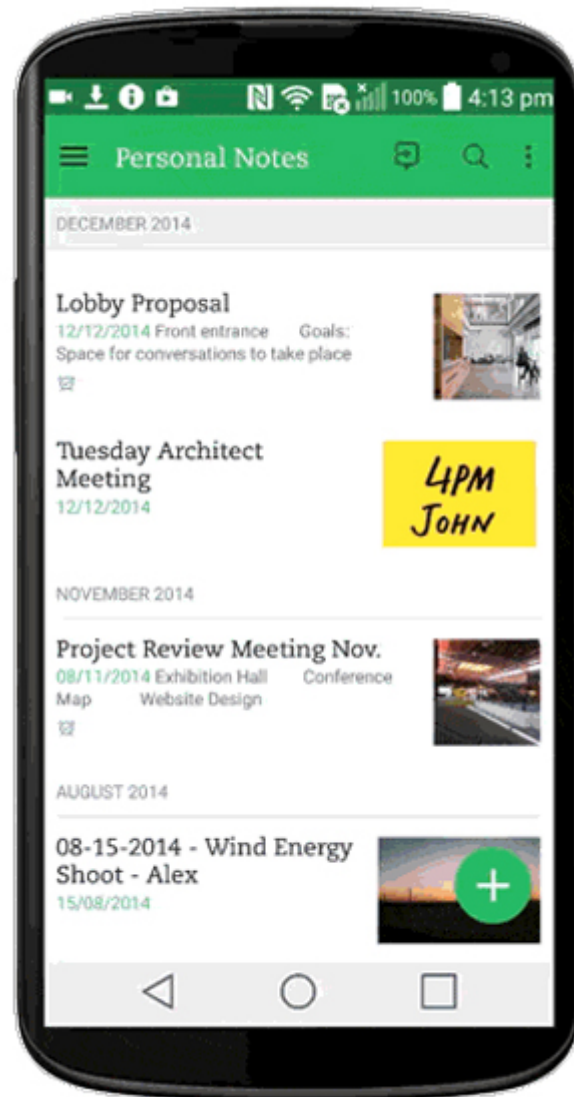 100% 4:13 pm
Personal Notes
DECEMBER 2014
Lobby Proposal
12/12/2014 Front entrance Goals:
Space for conversations to take place
Tuesday Architect
Meeting
12/12/2014
4PM
JOHN
NOVEMBER 2014
Project Review Meeting Nov.
08/11/2014 Exhibition Hall Conference
Map Website Design
AUGUST 2014
08-15-2014 - Wind Energy
Shoot - Alex
15/08/2014